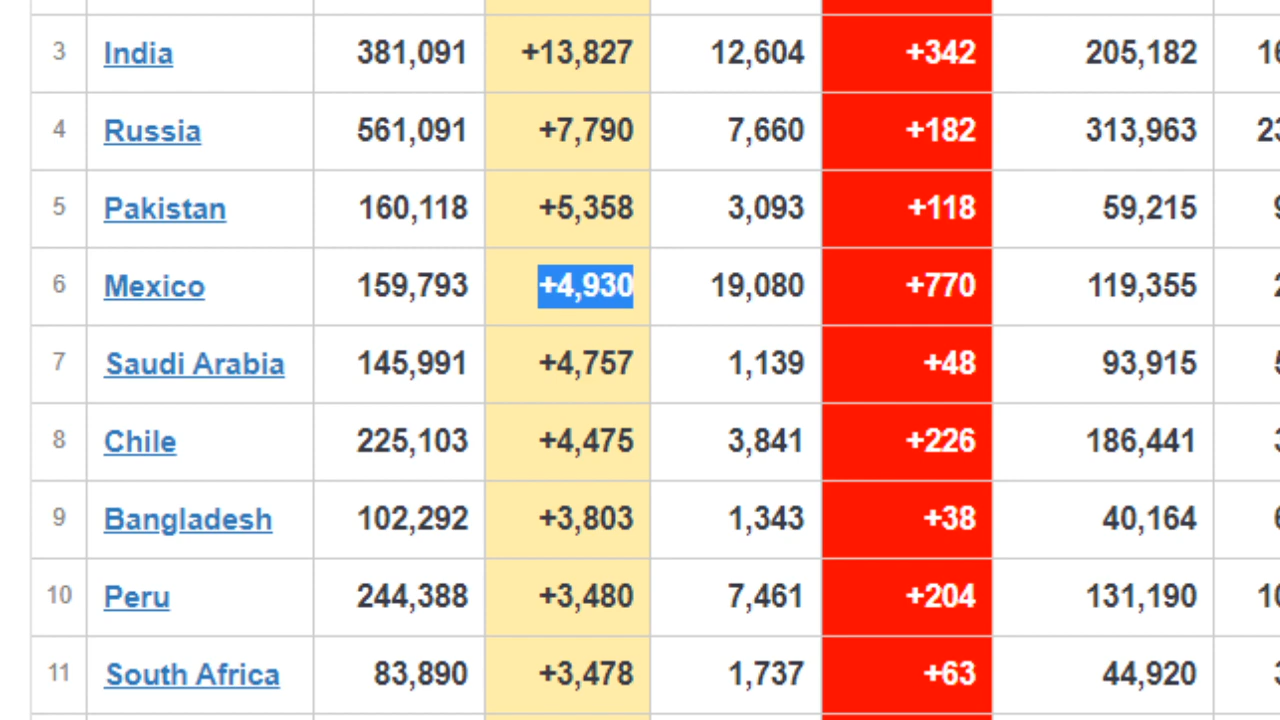 3 India 381,091 +13,827 12,604 +342 205,182
4 Russia 561,091 +7,790 7,660 +182 313,963
5 Pakistan 160,118 +5,358 3,093 +118 59,215
6 Mexico 159,793 +4,930 19,080 +770 119,355
7 Saudi Arabia 145,991 +4,757 1,139 +48 93,915
8 Chile 225,103 +4,475 3,841 +226 186,441
9 Bangladesh 102,292 +3,803 1,343 +38 40,164
10 Peru 244,388 +3,480 7,461 +204 131,190
11 South Africa 83,890 +3,478 1,737 +63 44,920